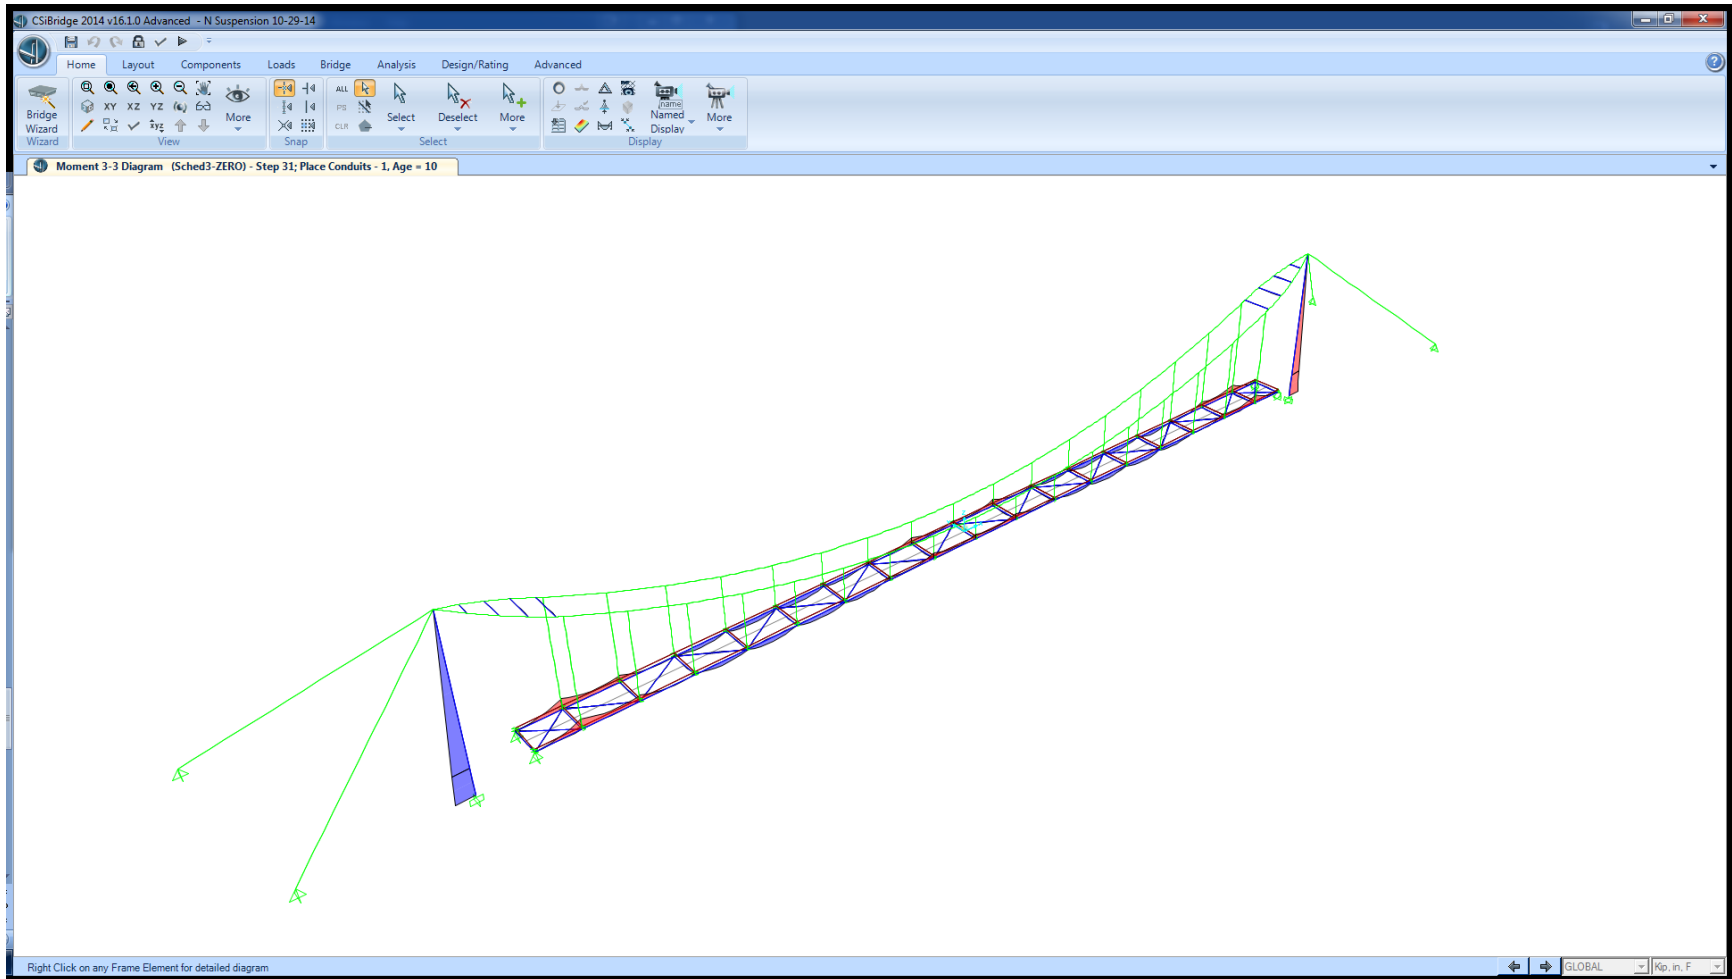 CSiBridge 2014 v16.1.0 Advanced - N Suspension 10-29-14
Home Layout Components Loads Bridge Analysis Design/Rating Advanced
Bridge Wizard
Wizard
XY XZ YZ
xyz
More
View
Snap
ALL
PS
CLR
Select
Deselect
More
Select
name
Named Display
More
Display
Moment 3-3 Diagram (Sched3-ZERO) - Step 31; Place Conduits - 1, Age = 10
Right Click on any Frame Element for detailed diagram
GLOBAL
Kip, in, F